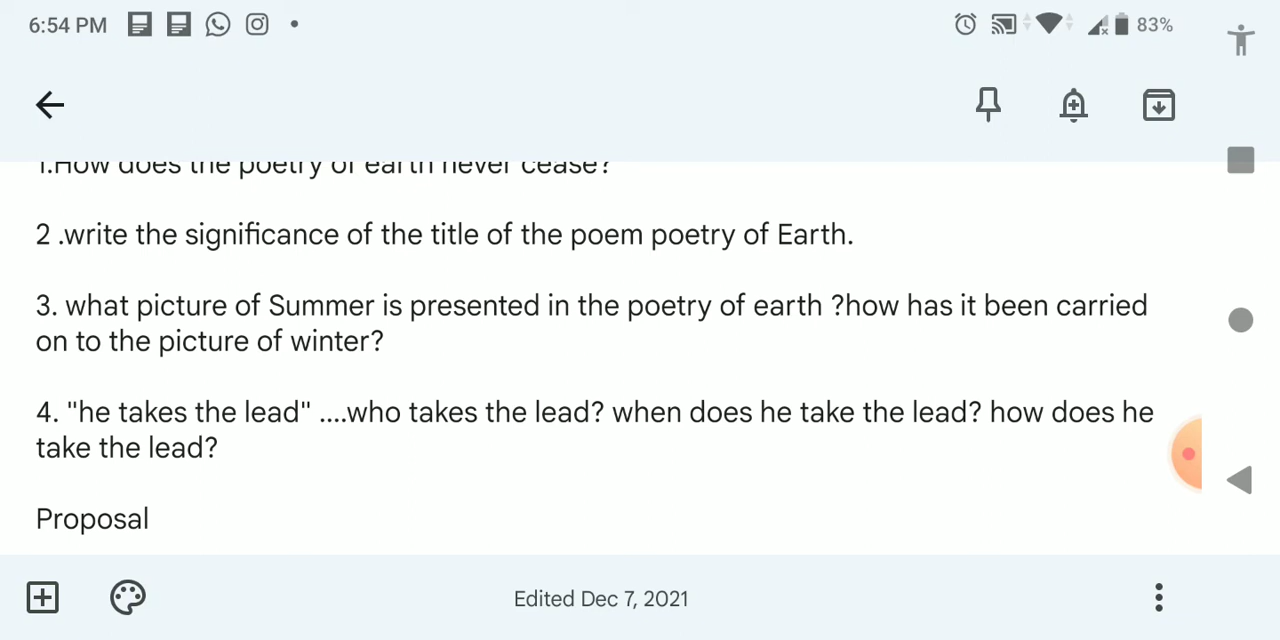 6:54 PM
83%
1.How does the poetry of earth never cease?
2 .write the significance of the title of the poem poetry of Earth.
3. what picture of Summer is presented in the poetry of earth ?how has it been carried
on to the picture of winter?
4. "he takes the lead" ....who takes the lead? when does he take the lead? how does he
take the lead?
Proposal
Edited Dec 7, 2021